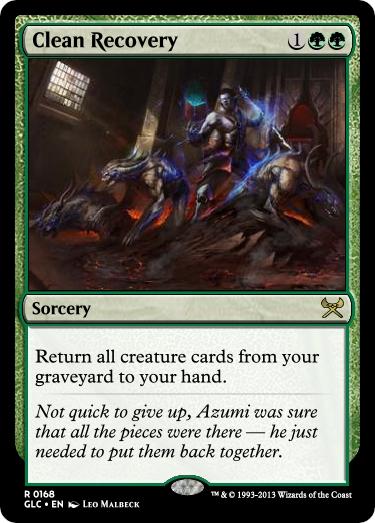 Clean Recovery 1
Sorcery
Return all creature cards from your
graveyard to your hand.
Not quick to give up, Azumi was sure
that all the pieces were there — he just
needed to put them back together.
R 0168
GLC • EN Leo Malbeck
™ & © 1993-2013 Wizards of the Coast